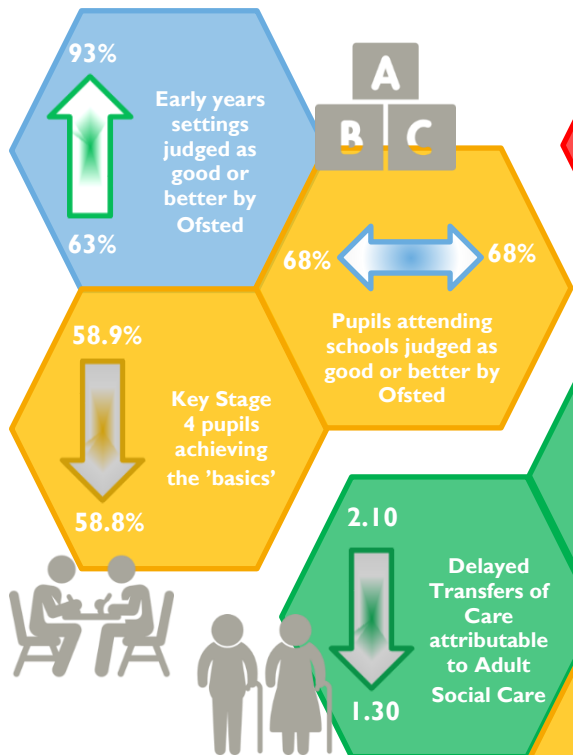 93%
Early years
settings
judged as
good or
better by
Ofsted
63%
A
B C
68%
68%
Pupils attending
schools judged as
good or better by
Ofsted
58.9%
Key Stage
4 pupils
achieving
the 'basics'
58.8%
2.10
Delayed
Transfers of
Care
attributable
to Adult
Social Care
1.30